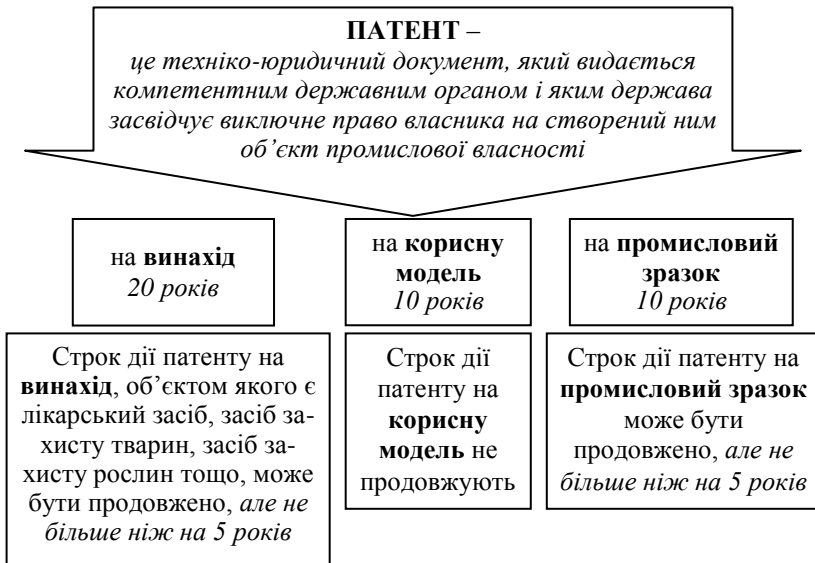 ПАТЕНТ –
це техніко-юридичний документ, який видається
компетентним державним органом і яким держава
засвідчує виключне право власника на створений ним
об’єкт промислової власності
на винахід
20 років
на корисну
модель
10 років
на промисловий
зразок
10 років
Строк дії патенту на
винахід, об’єктом якого є
лікарський засіб, засіб за-
хисту тварин, засіб за-
хисту рослин тощо, може
бути продовжено, але не
більше ніж на 5 років
Строк дії
патенту на
корисну
модель не
продовжують
Строк дії патенту на
промисловий зразок
може бути
продовжено, але не
більше ніж на 5 років